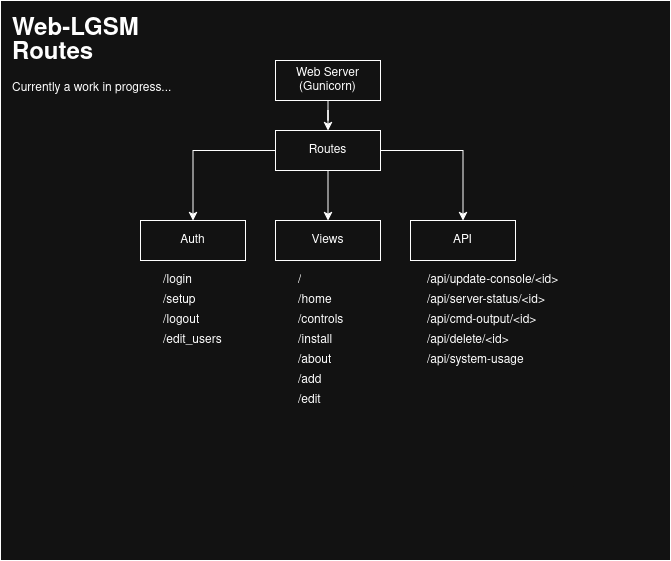 Web-LGSM
Routes
Currently a work in progress...
Web Server
(Gunicorn)
Routes
Auth
Views
API
/login
/setup
/logout
/edit_users
/
/home
/controls
/install
/about
/add
/edit
/api/update-console/<id>
/api/server-status/<id>
/api/cmd-output/<id>
/api/delete/<id>
/api/system-usage